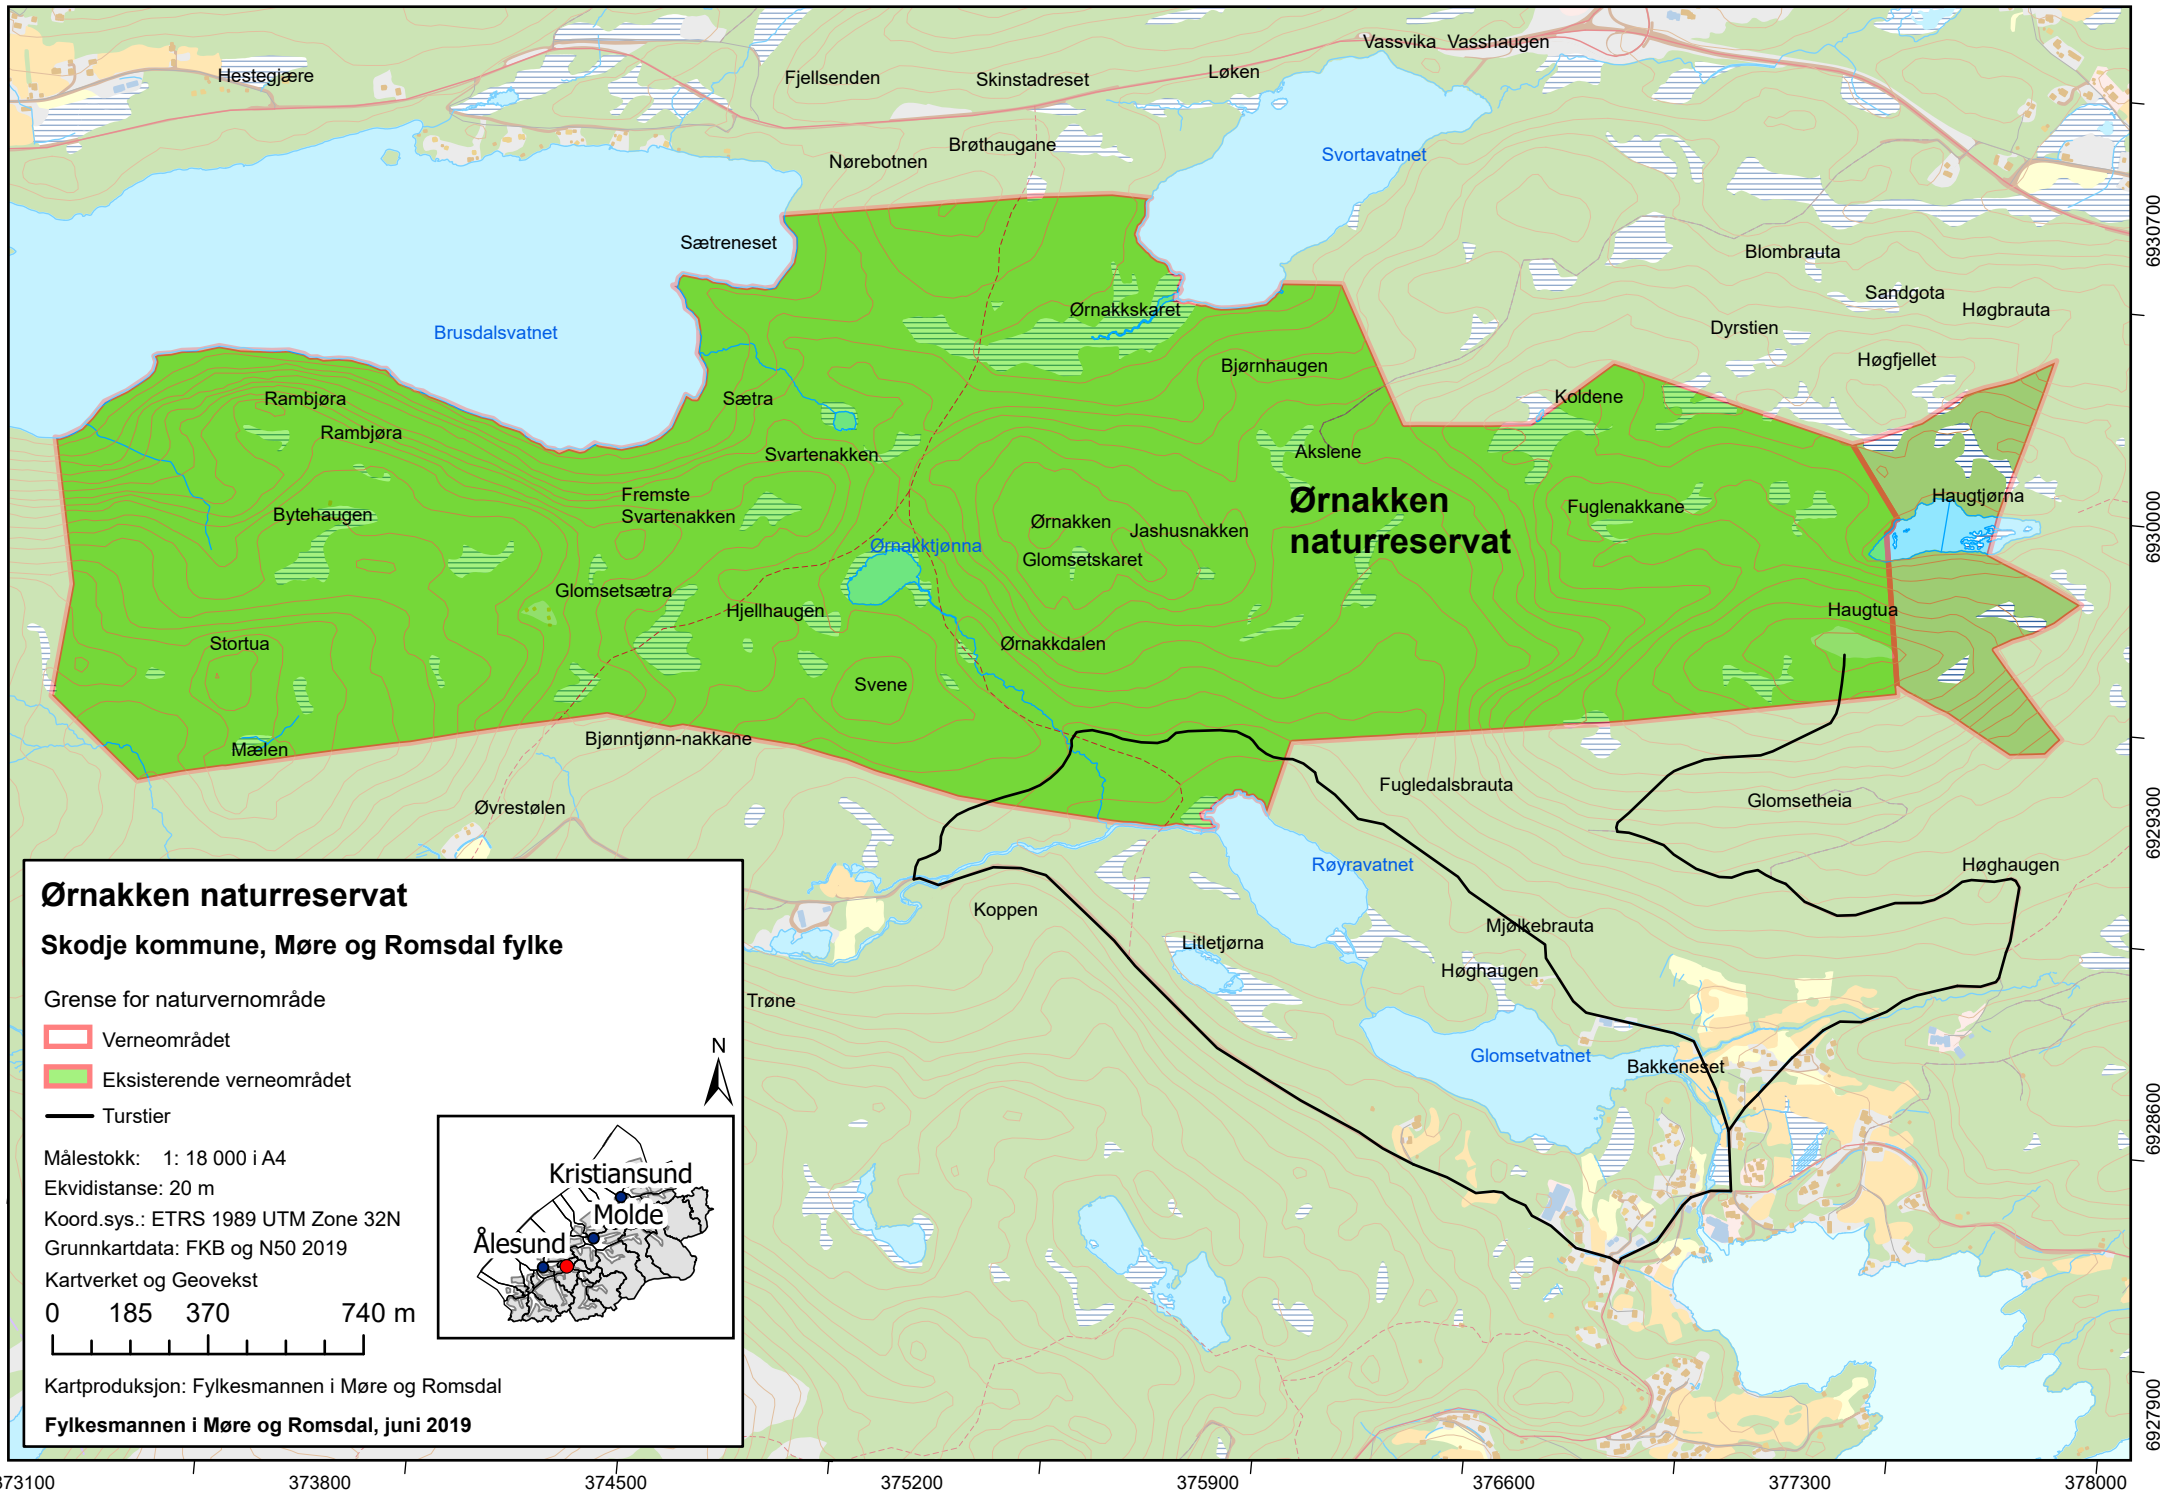 Vassvika
Vasshaugen
Hestegjære
Fjellsenden
Skinstadreset
Løken
Nørebotnen
Brøthaugane
Svortavatnet
Sætreneset
Blombrauta
Sandgota
Høgbrauta
Ørnakkskaret
Brusdalsvatnet
Dyrstien
Høgfjellet
Bjørnhaugen
Rambjøra
Sætra
Koldene
Rambjøra
Svartenakken
Akslene
Fremste
Svartenakken
Ørnakken
naturreservat
Haugtjørna
Bytehaugen
Ørnakken
Jashusnakken
Fuglenakkane
Ørnakktjønna
Glomsetskaret
Glomsetsætra
Hjellhaugen
Haugtua
Stortua
Ørnakkdalen
Svene
Mælen
Bjønntjønn-nakkane
Fugledalsbrauta
Glomsetheia
Øvrestølen
Røyravatnet
Høghaugen
Koppen
Mjølkebrauta
Litletjørna
Høghaugen
Trøne
Glomsetvatnet
Bakkeneset
Ørnakken naturreservat
Skodje kommune, Møre og Romsdal fylke
Grense for naturvernområde
Verneområdet
Eksisterende verneområdet
Turstier
N
Målestokk: 1: 18 000 i A4
Ekvidistanse: 20 m
Koord.sys.: ETRS 1989 UTM Zone 32N
Grunnkartdata: FKB og N50 2019
Kartverket og Geovekst
0 185 370 740 m
Kristiansund
Molde
Ålesund
Kartproduksjon: Fylkesmannen i Møre og Romsdal
Fylkesmannen i Møre og Romsdal, juni 2019
6930700
6930000
6929300
6928600
6927900
373100 373800 374500 375200 375900 376600 377300 378000